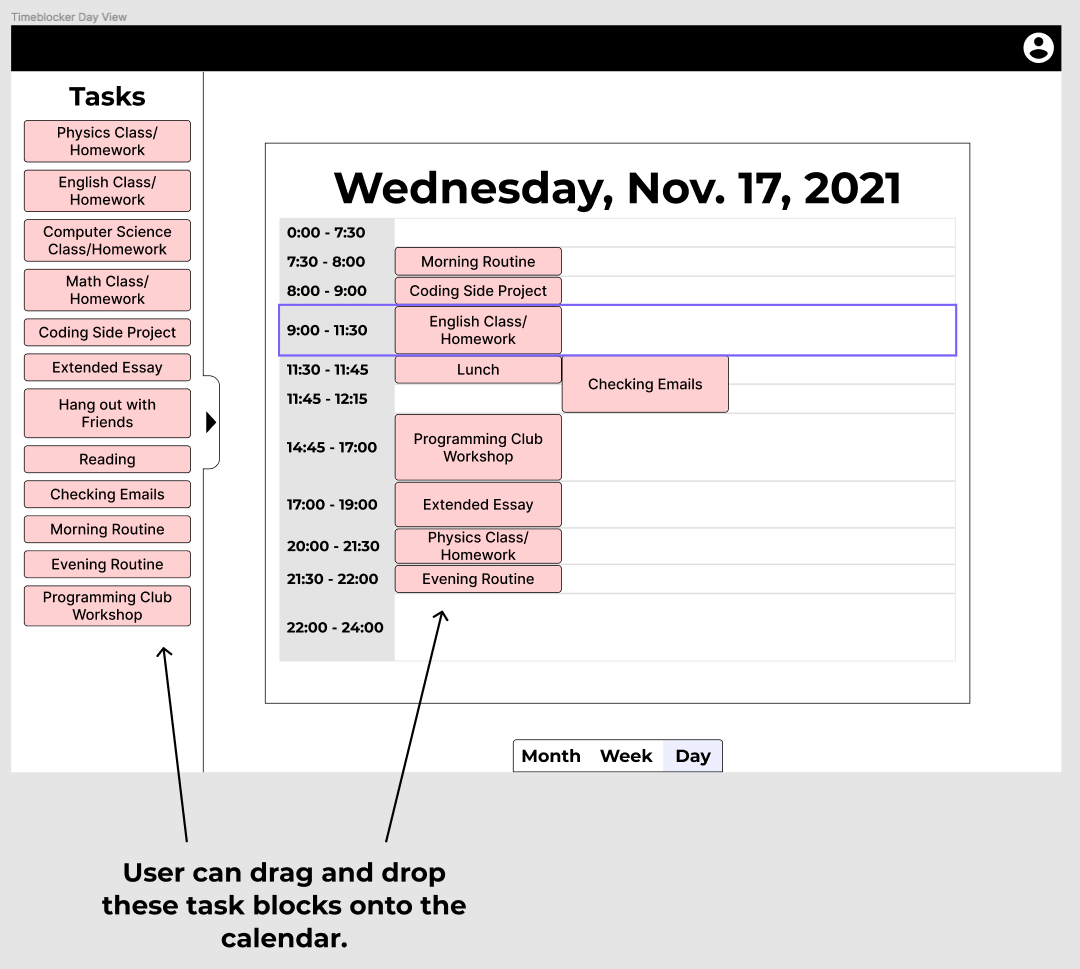 Timeblocker Day View
Tasks
Physics Class/
Homework
English Class/
Homework
Computer Science
Class/Homework
Math Class/
Homework
Coding Side Project
Extended Essay
Hang out with
Friends
Reading
Checking Emails
Morning Routine
Evening Routine
Programming Club
Workshop
Wednesday, Nov. 17, 2021
0:00 - 7:30
7:30 - 8:00
Morning Routine
8:00 - 9:00
Coding Side Project
9:00 - 11:30
English Class/
Homework
11:30 - 11:45
Lunch
Checking Emails
11:45 - 12:15
14:45 - 17:00
Programming Club
Workshop
17:00 - 19:00
Extended Essay
20:00 - 21:30
Physics Class/
Homework
21:30 - 22:00
Evening Routine
22:00 - 24:00
Month Week Day
User can drag and drop
these task blocks onto the
calendar.